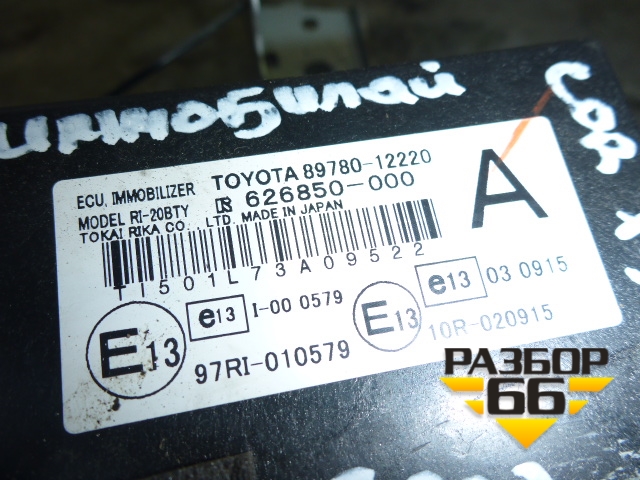 ECU, IMMOBILIZER TOYOTA 89780-12220
MODEL RI-20BTY 626850-000
TOKAI RIKA CO., LTD. MADE IN JAPAN
A
T1501L73A09522
E13 e13 I-00 0579 E13 e13 03 0915
97RI-010579 10R-020915
РАЗБОР
66